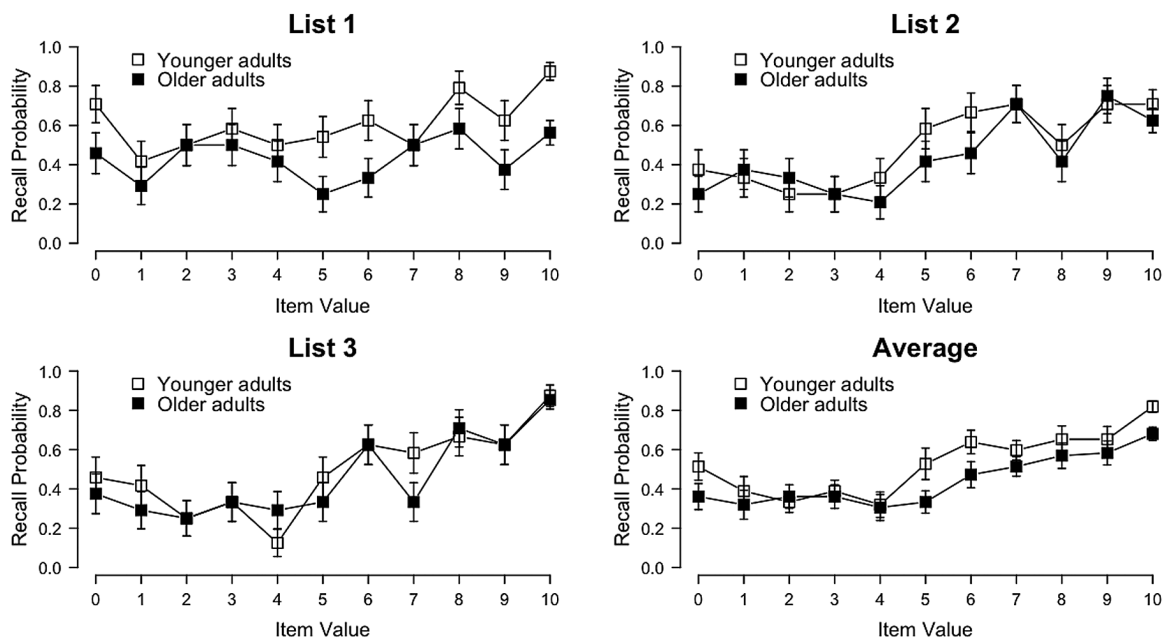 List 1
Younger adults
Older adults
Recall Probability
1.0
0.8
0.6
0.4
0.2
0.0
0 1 2 3 4 5 6 7 8 9 10
Item Value
List 2
Younger adults
Older adults
Recall Probability
1.0
0.8
0.6
0.4
0.2
0.0
0 1 2 3 4 5 6 7 8 9 10
Item Value
List 3
Younger adults
Older adults
Recall Probability
1.0
0.8
0.6
0.4
0.2
0.0
0 1 2 3 4 5 6 7 8 9 10
Item Value
Average
Younger adults
Older adults
Recall Probability
1.0
0.8
0.6
0.4
0.2
0.0
0 1 2 3 4 5 6 7 8 9 10
Item Value